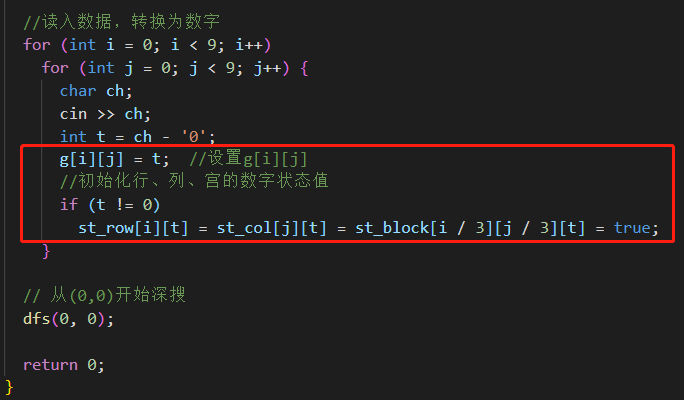 //读入数据，转换为数字
for (int i = 0; i < 9; i++)
for (int j = 0; j < 9; j++) {
char ch;
cin >> ch;
int t = ch - '0';
g[i][j] = t;  //设置g[i][j]
//初始化行、列、宫的数字状态值
if (t != 0)
st_row[i][t] = st_col[j][t] = st_block[i / 3][j / 3][t] = true;
}
// 从(0,0)开始深搜
dfs(0, 0);
return 0;
}